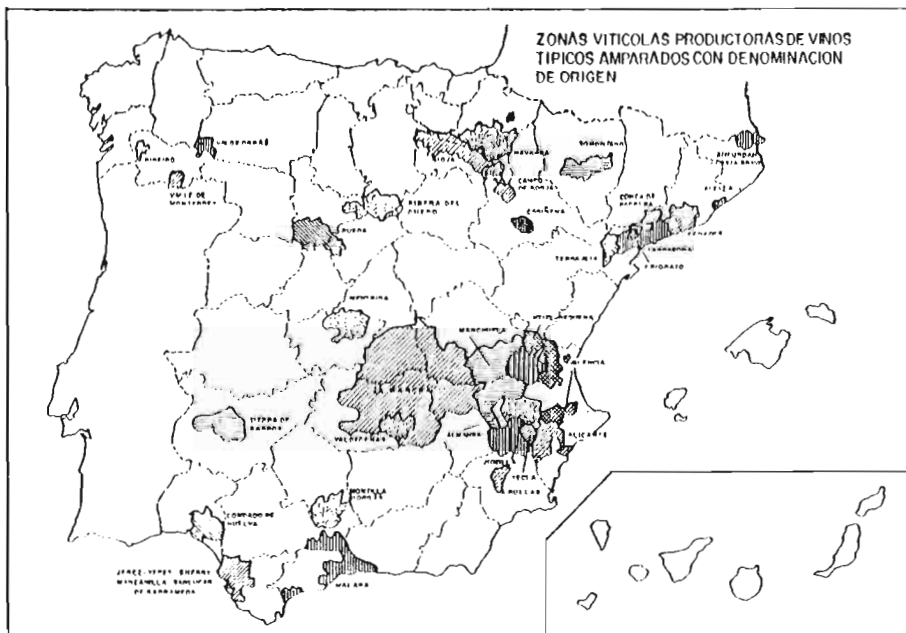 ZONAS VITICOLAS PRODUCTORAS DE VINOS
TIPICOS AMPARADOS CON DENOMINACION
DE ORIGEN
VALDEORRAS
RIBEIRO
VALLE DE
MONTERREY
RIOJA
NAVARRA
SOMONTANO
AMPURDAN
COSTA BRAVA
CAMPO
DE BORJA
ALELLA
RIBERA DEL
DUERO
CARIÑENA
CONCA DE
BARBERA
RUEDA
PENEDES
TARRAGONA
TERRA ALTA
PRIORATO
MENTRIDA
MANCHUELA
UTIEL-REQUENA
VALENCIA
LA MANCHA
TIERRA DE
BARROS
VALDEPEÑAS
ALMANSA
ALICANTE
YECLA
MONTILLA
MORILES
CONDADO DE
HUELVA
JEREZ-XERES-SHERRY
MANZANILLA SANLUCAR
DE BARRAMEDA
MALAGA